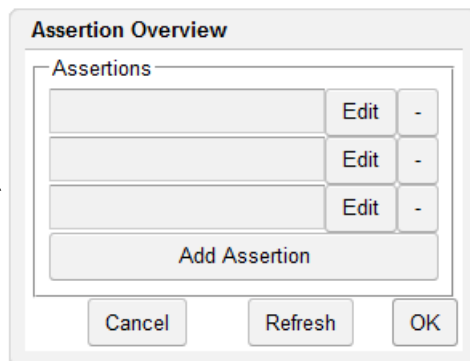 Assertion Overview
Assertions
Edit -
Edit -
Edit -
Add Assertion
Cancel Refresh OK